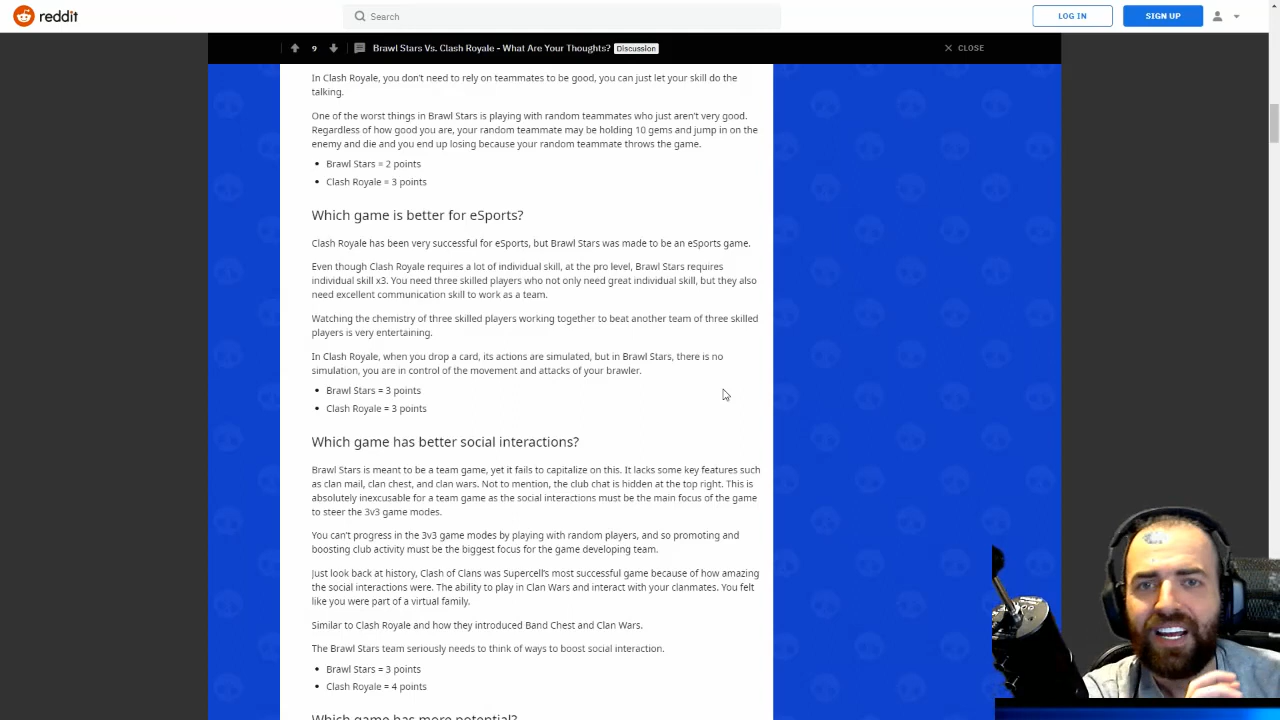 reddit
Search
LOG IN
SIGN UP
9
Brawl Stars Vs. Clash Royale - What Are Your Thoughts? Discussion
CLOSE
In Clash Royale, you don't need to rely on teammates to be good, you can just let your skill do the
talking.
One of the worst things in Brawl Stars is playing with random teammates who just aren't very good.
Regardless of how good you are, your random teammate may be holding 10 gems and jump in on the
enemy and die and you end up losing because your random teammate throws the game.
Brawl Stars = 2 points
Clash Royale = 3 points
Which game is better for eSports?
Clash Royale has been very successful for eSports, but Brawl Stars was made to be an eSports game.
Even though Clash Royale requires a lot of individual skill, at the pro level, Brawl Stars requires
individual skill x3. You need three skilled players who not only need great individual skill, but they also
need excellent communication skill to work as a team.
Watching the chemistry of three skilled players working together to beat another team of three skilled
players is very entertaining.
In Clash Royale, when you drop a card, its actions are simulated, but in Brawl Stars, there is no
simulation, you are in control of the movement and attacks of your brawler.
Brawl Stars = 3 points
Clash Royale = 3 points
Which game has better social interactions?
Brawl Stars is meant to be a team game, yet it fails to capitalize on this. It lacks some key features such
as clan mail, clan chest, and clan wars. Not to mention, the club chat is hidden at the top right. This is
absolutely inexcusable for a team game as the social interactions must be the main focus of the game
to steer the 3v3 game modes.
You can't progress in the 3v3 game modes by playing with random players, and so promoting and
boosting club activity must be the biggest focus for the game developing team.
Just look back at history, Clash of Clans was Supercell's most successful game because of how amazing
the social interactions were. The ability to play in Clan Wars and interact with your clanmates. You felt
like you were part of a virtual family.
Similar to Clash Royale and how they introduced Band Chest and Clan Wars.
The Brawl Stars team seriously needs to think of ways to boost social interaction.
Brawl Stars = 3 points
Clash Royale = 4 points
Which game has more potential?